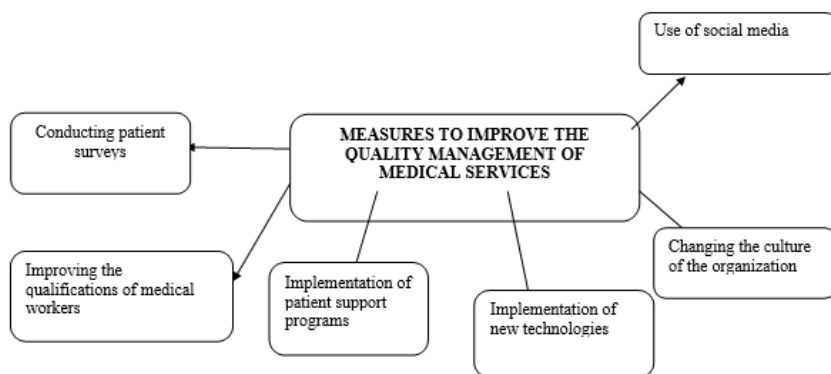 Use of social media
MEASURES TO IMPROVE THE
QUALITY MANAGEMENT OF
MEDICAL SERVICES
Conducting patient
surveys
Changing the culture
of the organization
Improving the
qualifications of medical
workers
Implementation of
patient support
programs
Implementation of
new technologies